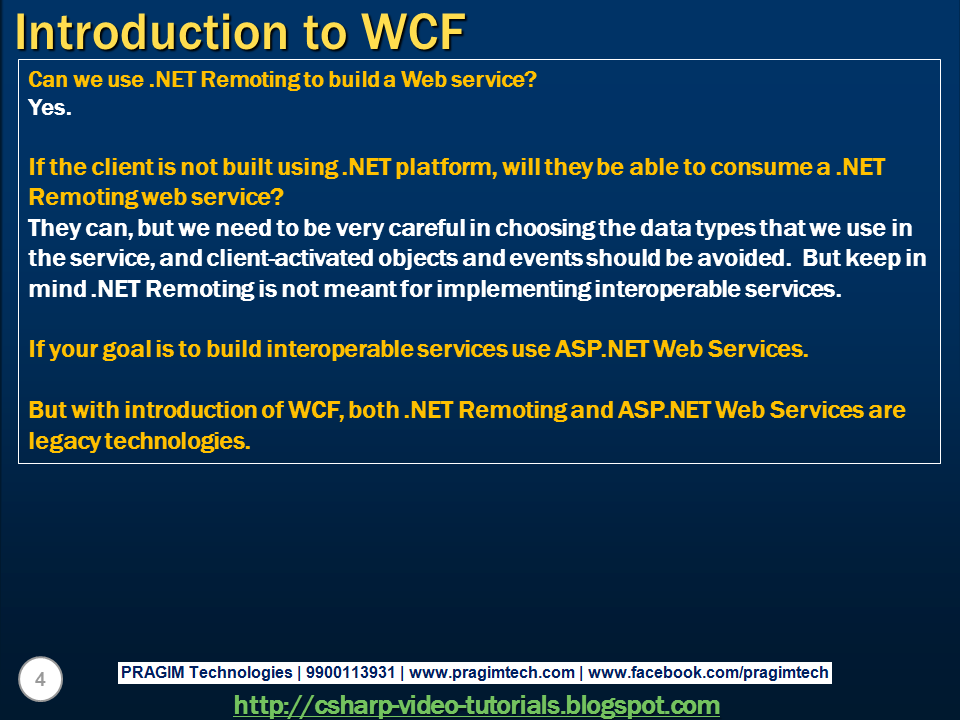 Introduction to WCF
Can we use .NET Remoting to build a Web service?
Yes.
If the client is not built using .NET platform, will they be able to consume a .NET
Remoting web service?
They can, but we need to be very careful in choosing the data types that we use in
the service, and client-activated objects and events should be avoided.  But keep in
mind .NET Remoting is not meant for implementing interoperable services.
If your goal is to build interoperable services use ASP.NET Web Services.
But with introduction of WCF, both .NET Remoting and ASP.NET Web Services are
legacy technologies.
4
PRAGIM Technologies | 9900113931 | www.pragimtech.com | www.facebook.com/pragimtech
http://csharp-video-tutorials.blogspot.com